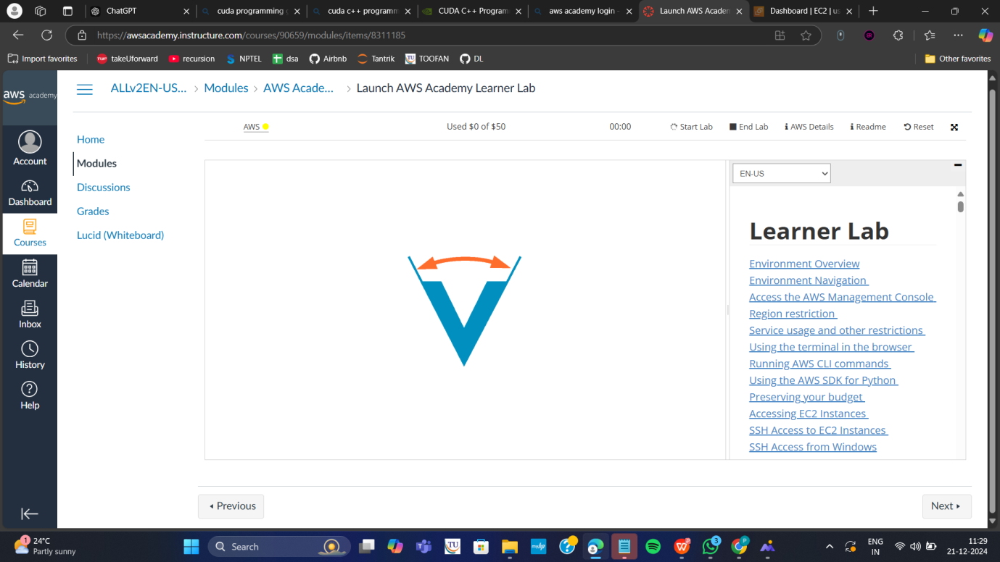 ChatGPT
cuda programming g
cuda c++ programm
CUDA C++ Program
aws academy login -
Launch AWS Academ
Dashboard | EC2 | us
https://awsacademy.instructure.com/courses/90659/modules/items/8311185
Import favorites
takeUforward
recursion
NPTEL
dsa
Airbnb
Tantrik
TU
TOOFAN
DL
Other favorites
aws academy
ALLv2EN-US... > Modules > AWS Acade... > Launch AWS Academy Learner Lab
AWS
Used $0 of $50
00:00
Start Lab
End Lab
AWS Details
Readme
Reset
Account
Dashboard
Courses
Calendar
Inbox
History
Help
Home
Modules
Discussions
Grades
Lucid (Whiteboard)
EN-US
Learner Lab
Environment Overview
Environment Navigation
Access the AWS Management Console
Region restriction
Service usage and other restrictions
Using the terminal in the browser
Running AWS CLI commands
Using the AWS SDK for Python
Preserving your budget
Accessing EC2 Instances
SSH Access to EC2 Instances
SSH Access from Windows
Previous
Next
1
24°C
Partly sunny
Search
TU
myhp
3
P
ENG
IN
11:29
21-12-2024